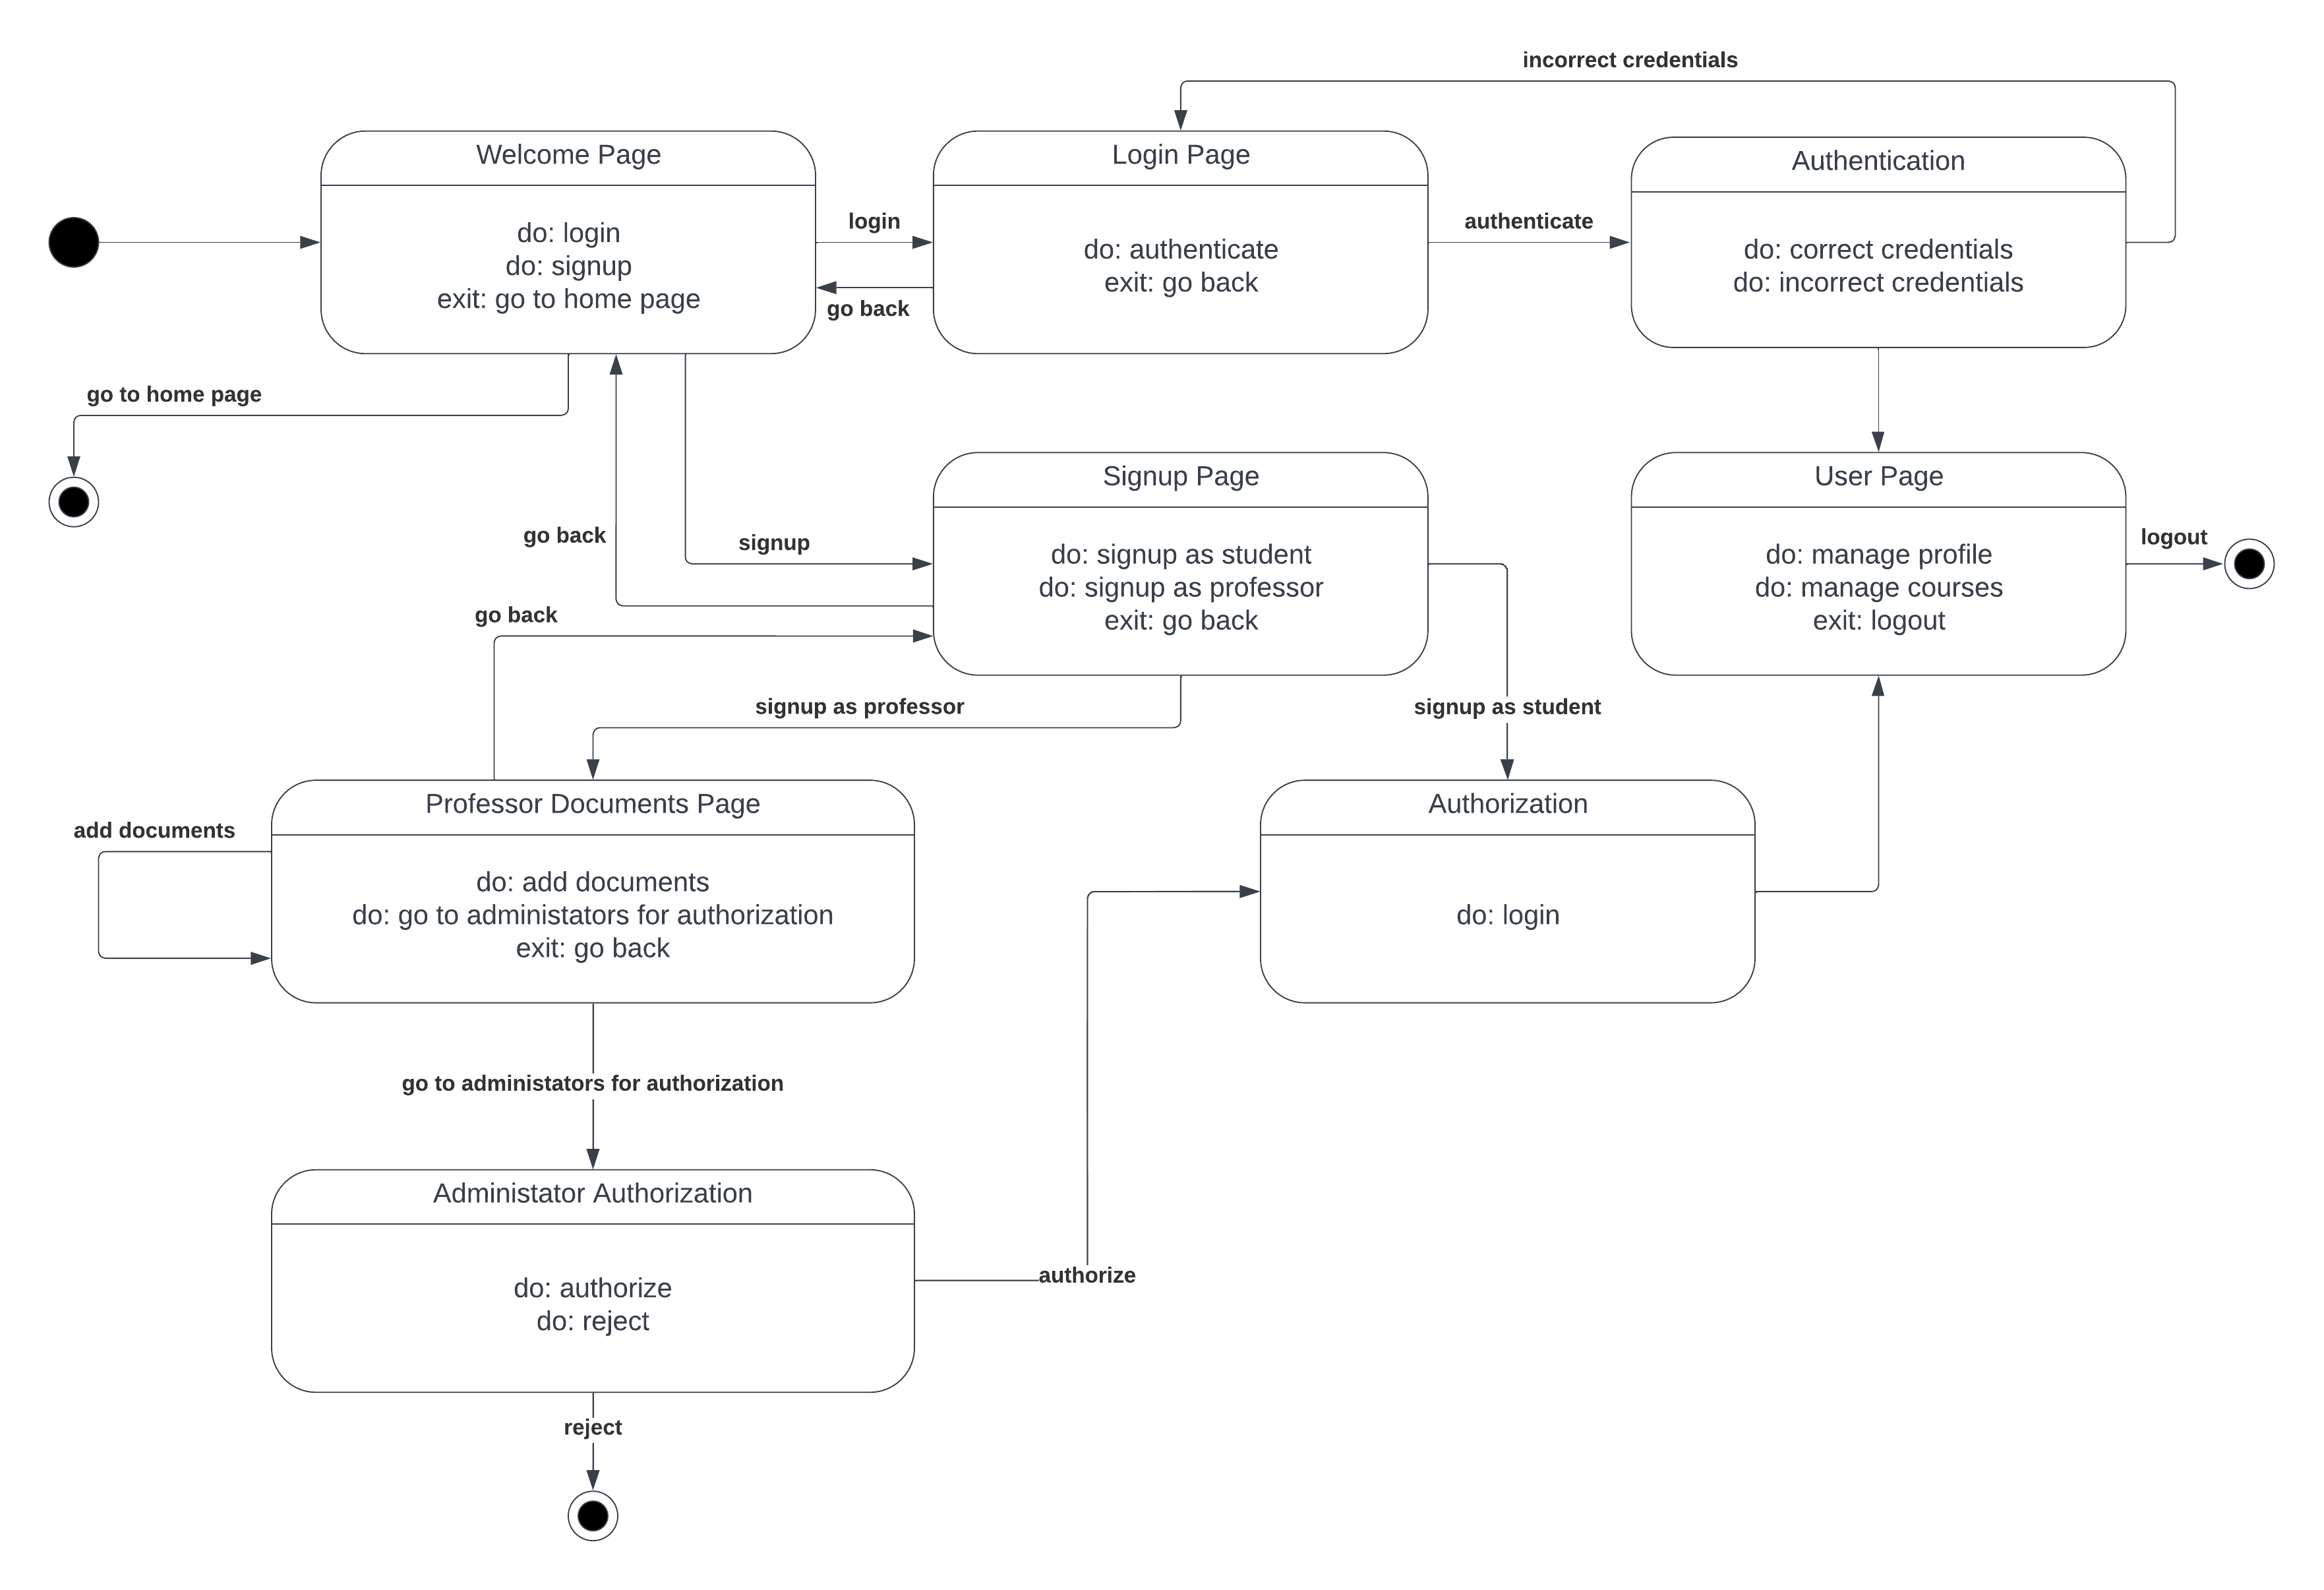 incorrect credentials
Welcome Page
do: login
do: signup
exit: go to home page
login
go back
Login Page
do: authenticate
exit: go back
authenticate
Authentication
do: correct credentials
do: incorrect credentials
go to home page
go back
signup
Signup Page
do: signup as student
do: signup as professor
exit: go back
User Page
do: manage profile
do: manage courses
exit: logout
logout
go back
signup as professor
signup as student
add documents
Professor Documents Page
do: add documents
do: go to administators for authorization
exit: go back
Authorization
do: login
go to administators for authorization
Administator Authorization
do: authorize
do: reject
authorize
reject